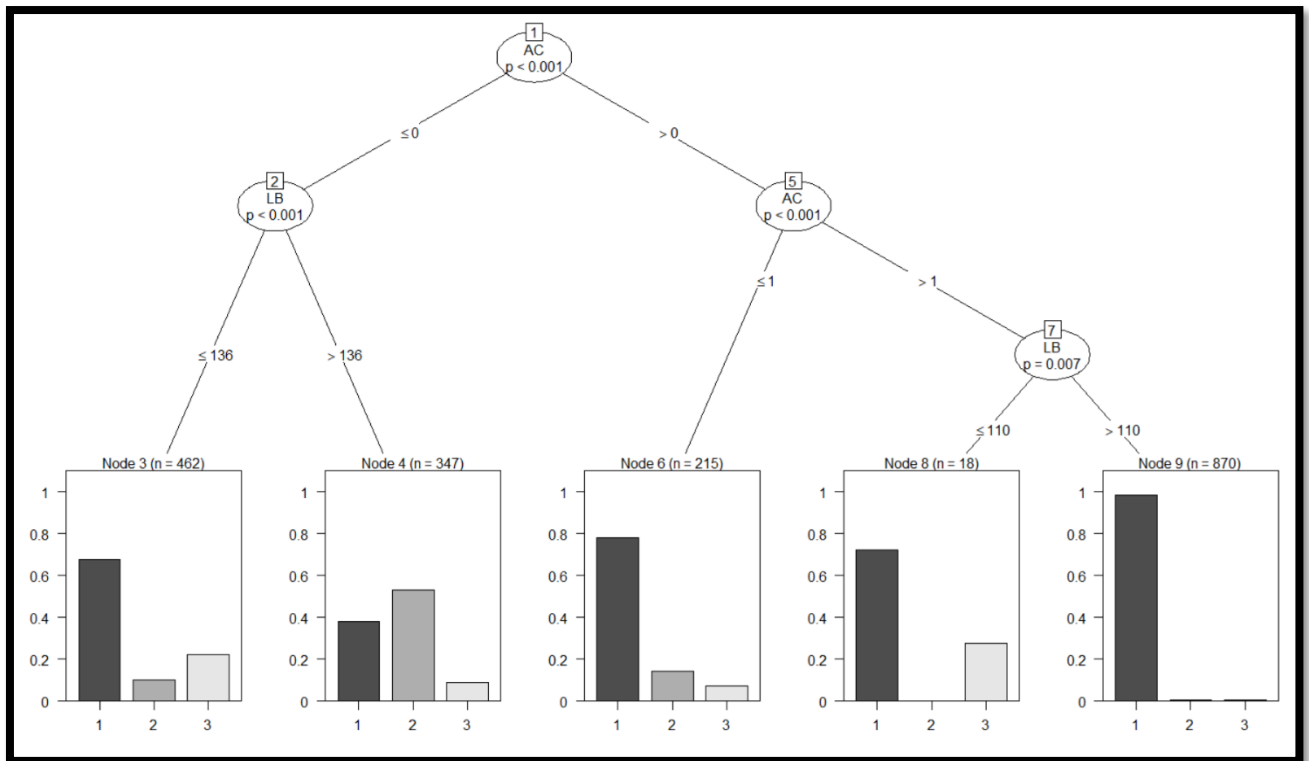 1
AC
p < 0.001
≤ 0
> 0
2
LB
p < 0.001
5
AC
p < 0.001
≤ 1
> 1
7
LB
p = 0.007
≤ 136
> 136
≤ 110
> 110
Node 3 (n = 462)
1
0.8
0.6
0.4
0.2
0
1 2 3
Node 4 (n = 347)
1
0.8
0.6
0.4
0.2
0
1 2 3
Node 6 (n = 215)
1
0.8
0.6
0.4
0.2
0
1 2 3
Node 8 (n = 18)
1
0.8
0.6
0.4
0.2
0
1 2 3
Node 9 (n = 870)
1
0.8
0.6
0.4
0.2
0
1 2 3